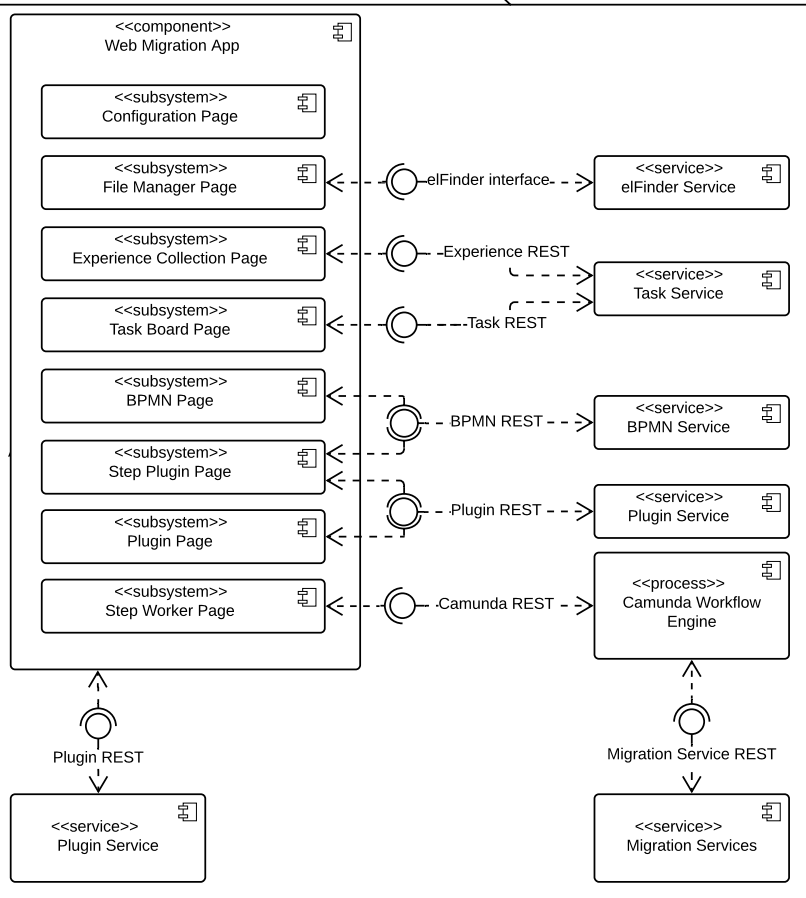 <<component>>
Web Migration App
<<subsystem>>
Configuration Page
<<subsystem>>
File Manager Page
elFinder interface
<<service>>
elFinder Service
<<subsystem>>
Experience Collection Page
Experience REST
<<service>>
Task Service
<<subsystem>>
Task Board Page
Task REST
<<subsystem>>
BPMN Page
BPMN REST
<<service>>
BPMN Service
<<subsystem>>
Step Plugin Page
Plugin REST
<<service>>
Plugin Service
<<subsystem>>
Plugin Page
<<subsystem>>
Step Worker Page
Camunda REST
<<process>>
Camunda Workflow
Engine
Plugin REST
Migration Service REST
<<service>>
Plugin Service
<<service>>
Migration Services